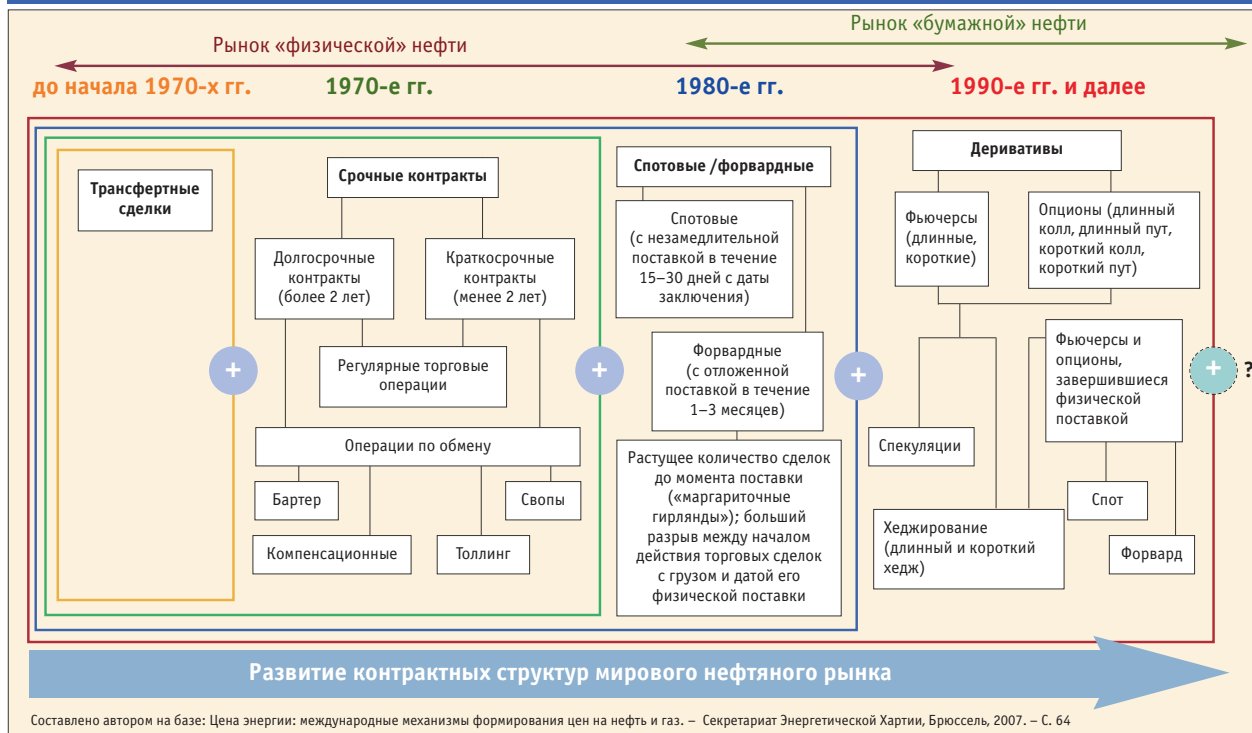 Рынок «физической» нефти
Рынок «бумажной» нефти
до начала 1970-х гг.
1970-е гг.
1980-е гг.
1990-е гг. и далее
Трансфертные
сделки
Срочные контракты
Долгосрочные
контракты
(более 2 лет)
Краткосрочные
контракты
(менее 2 лет)
Регулярные торговые
операции
Операции по обмену
Бартер
Свопы
Компенсационные
Толлинг
+
+
Спотовые /форвардные
Спотовые
(с незамедлительной
поставкой в течение
15–30 дней с даты
заключения)
Форвардные
(с отложенной
поставкой в течение
1–3 месяцев)
Растущее количество сделок
до момента поставки
(«маргариточные
гирлянды»); больший
разрыв между началом
действия торговых сделок
с грузом и датой его
физической поставки
+
Деривативы
Фьючерсы
(длинные,
короткие)
Опционы (длинный
колл, длинный пут,
короткий колл,
короткий пут)
Фьючерсы и
опционы,
завершившиеся
физической
поставкой
Спекуляции
Хеджирование
(длинный и короткий
хедж)
Спот
Форвард
+ ?
Развитие контрактных структур мирового нефтяного рынка
Составлено автором на базе: Цена энергии: международные механизмы формирования цен на нефть и газ. – Секретариат Энергетической Хартии, Брюссель, 2007. – С. 64